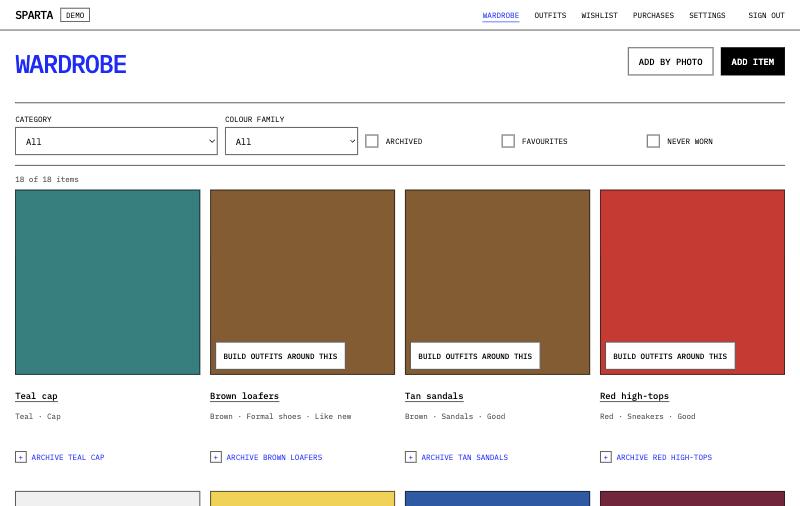 SPARTA DEMO WARDROBE OUTFITS WISHLIST PURCHASES SETTINGS SIGN OUT
WARDROBE ADD BY PHOTO ADD ITEM
CATEGORY COLOUR FAMILY
All All ARCHIVED FAVOURITES NEVER WORN
18 of 18 items
BUILD OUTFITS AROUND THIS BUILD OUTFITS AROUND THIS BUILD OUTFITS AROUND THIS
Teal cap Brown loafers Tan sandals Red high-tops
Teal · Cap Brown · Formal shoes · Like new Brown · Sandals · Good Red · Sneakers · Good
+ ARCHIVE TEAL CAP + ARCHIVE BROWN LOAFERS + ARCHIVE TAN SANDALS + ARCHIVE RED HIGH-TOPS